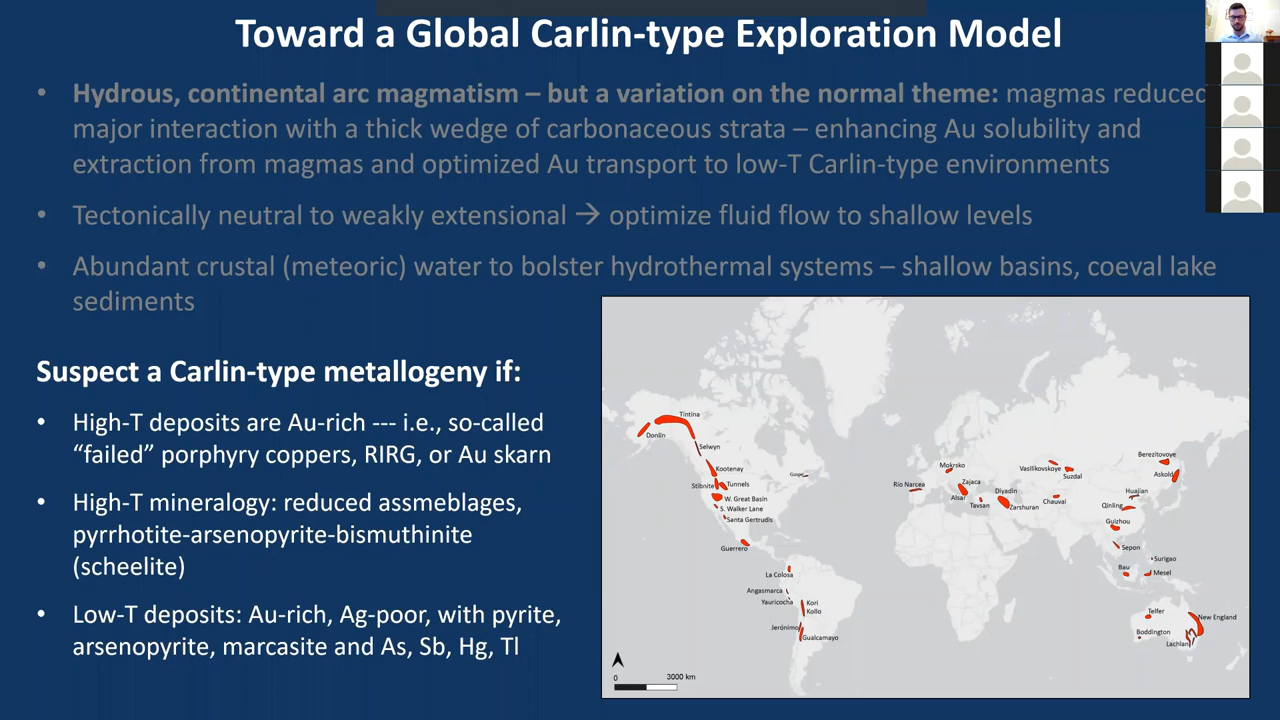 Toward a Global Carlin-type Exploration Model
• Hydrous, continental arc magmatism – but a variation on the normal theme: magmas reduced
major interaction with a thick wedge of carbonaceous strata – enhancing Au solubility and
extraction from magmas and optimized Au transport to low-T Carlin-type environments
• Tectonically neutral to weakly extensional → optimize fluid flow to shallow levels
• Abundant crustal (meteoric) water to bolster hydrothermal systems – shallow basins, coeval lake
sediments
Suspect a Carlin-type metallogeny if:
• High-T deposits are Au-rich --- i.e., so-called
“failed” porphyry coppers, RIRG, or Au skarn
• High-T mineralogy: reduced assmeblages,
pyrrhotite-arsenopyrite-bismuthinite
(scheelite)
• Low-T deposits: Au-rich, Ag-poor, with pyrite,
arsenopyrite, marcasite and As, Sb, Hg, Tl
Tintina
Donlin
Selwyn
Kootenay
Stibnite
Tunnels
W. Great Basin
S. Walker Lane
Santa Gertrudis
Guerrero
La Colosa
Angasmarca
Yauricocha
Kori
Kollo
Jerónimo
Gualcamayo
Rio Narcea
Mokrsko
Zajaca
Alsar
Tavsan
Diyadin
Zarshuran
Vasilikovskoye
Suzdal
Chauvai
Berezitovoye
Askold
Huajian
Qinling
Guizhou
Sepon
Surigao
Bau
Mesel
Telfer
Boddington
New England
Lachlan
0
3000 km